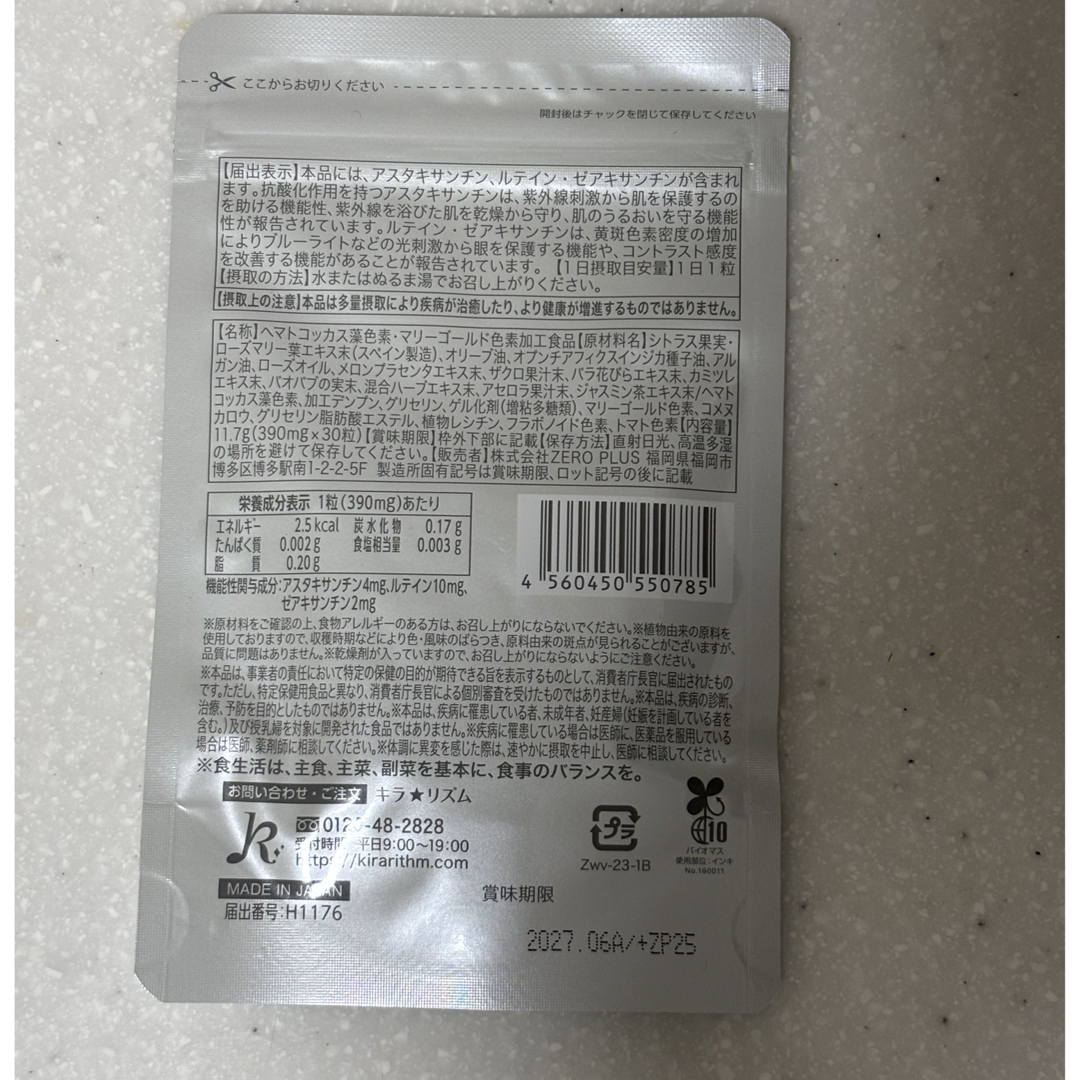 ここからお切りください
開封後はチャックを閉じて保存してください
【届出表示】本品には、アスタキサンチン、ルテイン・ゼアキサンチンが含まれ
ます。抗酸化作用を持つアスタキサンチンは、紫外線刺激から肌を保護するの
を助ける機能性、紫外線を浴びた肌を乾燥から守り、肌のうるおいを守る機能
性が報告されています。ルテイン・ゼアキサンチンは、黄斑色素密度の増加
によりブルーライトなどの光刺激から眼を保護する機能や、コントラスト感度
を改善する機能があることが報告されています。【1日摂取目安量】1日1粒
【摂取の方法】水またはぬるま湯でお召し上がりください。
【摂取上の注意】本品は多量摂取により疾病が治癒したり、より健康が増進するものではありません。
【名称】ヘマトコッカス藻色素・マリーゴールド色素加工食品【原材料名】シトラス果実・
ローズマリー葉エキス末(スペイン製造)、オリーブ油、オプンチアフィクスインジカ種子油、アル
ガン油、ローズオイル、メロンプラセンタエキス末、ザクロ果汁末、バラ花びらエキス末、カミツレ
エキス末、バオバブの実末、混合ハーブエキス末、アセロラ果汁末、ジャスミン茶エキス末/ヘマト
コッカス藻色素、加工デンプン、グリセリン、ゲル化剤(増粘多糖類)、マリーゴールド色素、コメヌ
カロウ、グリセリン脂肪酸エステル、植物レシチン、フラボノイド色素、トマト色素【内容量】
11.7g(390mg×30粒)【賞味期限】枠外下部に記載【保存方法】直射日光、高温多湿
の場所を避けて保存してください。【販売者】株式会社ZERO PLUS 福岡県福岡市
博多区博多駅南1-2-2-5F 製造所固有記号は賞味期限、ロット記号の後に記載
栄養成分表示 1粒(390mg)あたり
エネルギー 2.5kcal 炭水化物 0.17g
たんぱく質 0.002g 食塩相当量 0.003g
脂質 0.20g
機能性関与成分:アスタキサンチン4mg、ルテイン10mg、
ゼアキサンチン2mg
4 560450 550785
※原材料をご確認の上、食物アレルギーのある方は、お召し上がりにならないでください。※植物由来の原料を
使用しておりますので、収穫時期などにより色・風味のばらつき、原料由来の斑点が見られることがございますが、
品質に問題はありません。※乾燥剤が入っていますので、お召し上がりにならないようにご注意ください。
※本品は、事業者の責任において特定の保健の目的が期待できる旨を表示するものとして、消費者庁長官に届出されたもの
です。ただし、特定保健用食品と異なり、消費者庁長官による個別審査を受けたものではありません。※本品は、疾病の診断、
治療、予防を目的としたものではありません。※本品は、疾病に罹患している者、未成年者、妊産婦(妊娠を計画している者を
含む。)及び授乳婦を対象に開発された食品ではありません。※疾病に罹患している場合は医師に、医薬品を服用している
場合は医師、薬剤師に相談してください。※体調に異変を感じた際は、速やかに摂取を中止し、医師に相談してください。
※食生活は、主食、主菜、副菜を基本に、食事のバランスを。
お問い合わせ・ご注文 キラ★リズム
0120-48-2828
受付時間 平日9:00〜19:00
https://kirarithm.com
MADE IN JAPAN
届出番号:H1176
プラ
Zwv-23-1B
10
バイオマス
使用部位:インキ
No.160011
賞味期限
2027.06A/+ZP25